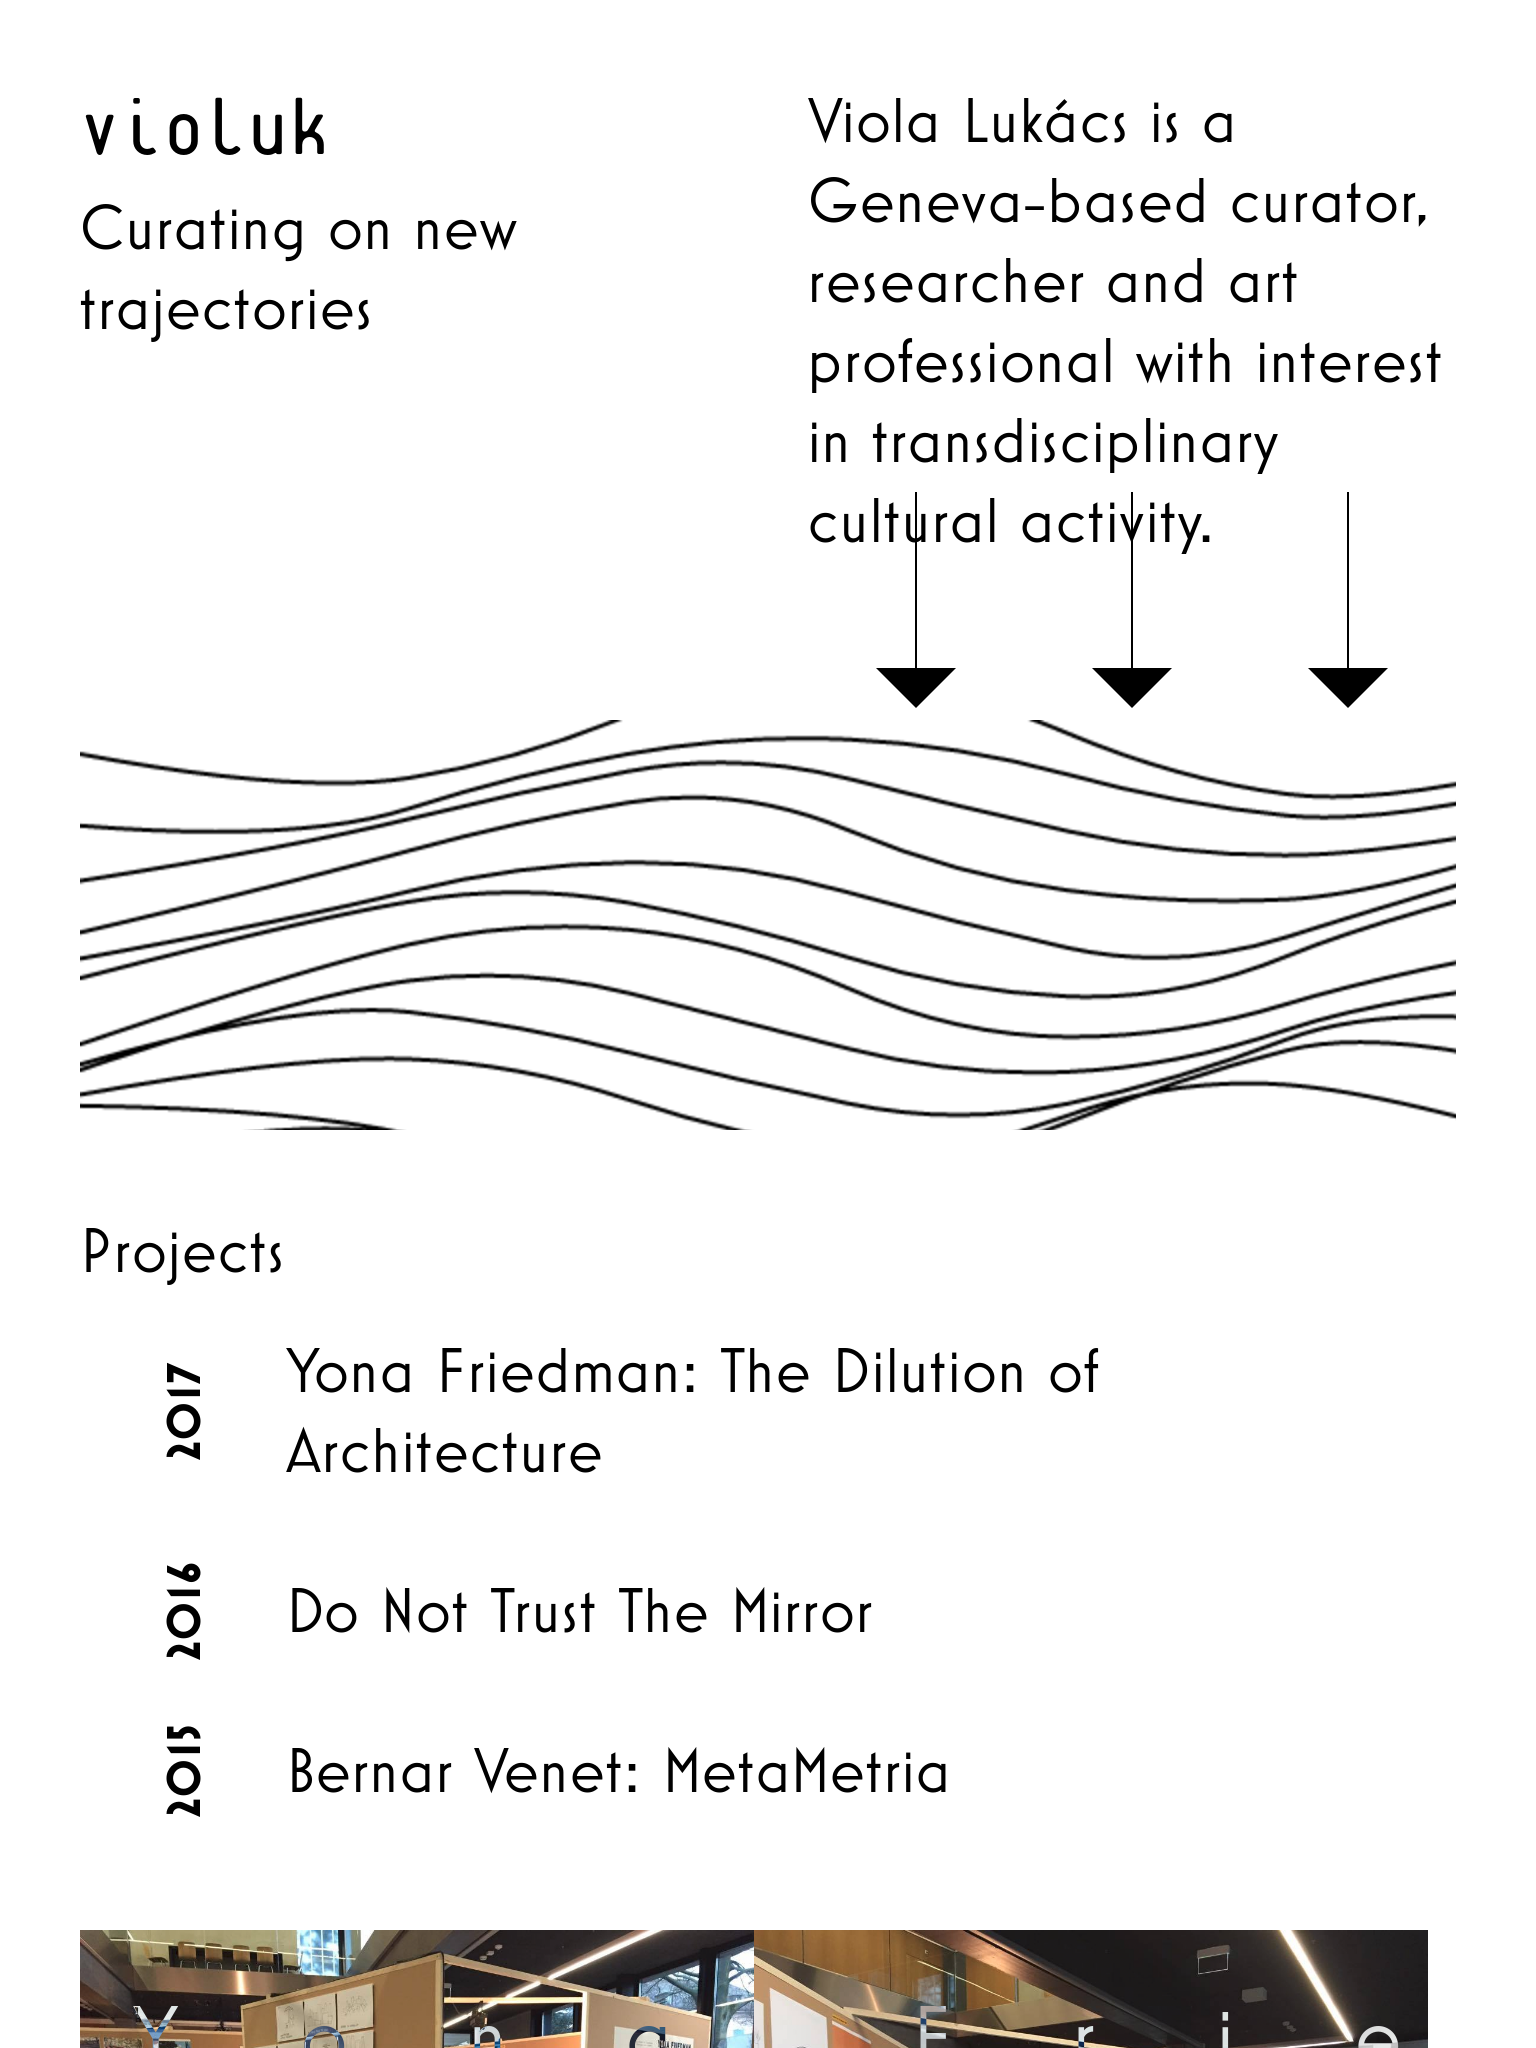 violuk
Curating on new
trajectories
Viola Lukács is a
Geneva-based curator,
researcher and art
professional with interest
in transdisciplinary
cultural activity.
Projects
2017
Yona Friedman: The Dilution of
Architecture
2016
Do Not Trust The Mirror
2015
Bernar Venet: MetaMetria
Y o n a F r i e